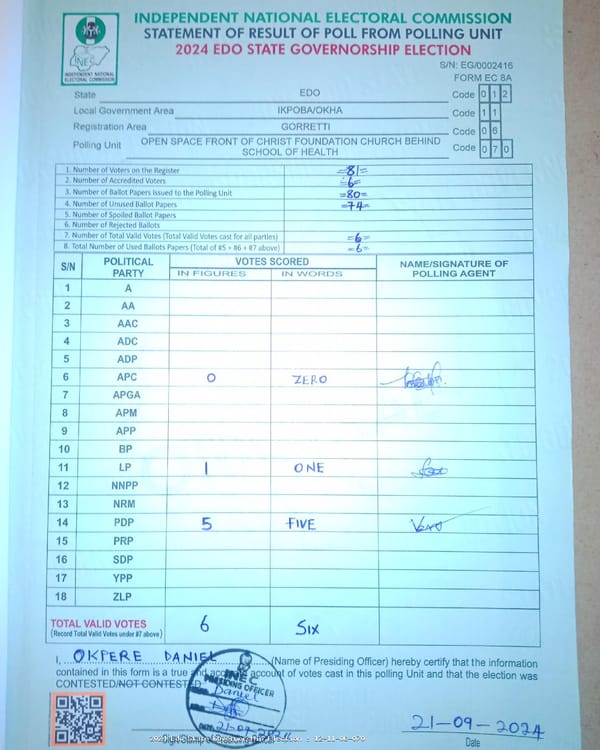 INDEPENDENT NATIONAL ELECTORAL COMMISSION
STATEMENT OF RESULT OF POLL FROM POLLING UNIT
2024 EDO STATE GOVERNORSHIP ELECTION
INEC
INDEPENDENT NATIONAL
ELECTORAL COMMISSION
S/N: EG/0002416
FORM EC 8A
State EDO Code 0 1 2
Local Government Area IKPOBA/OKHA Code 1 1
Registration Area GORRETTI Code 0 6
Polling Unit OPEN SPACE FRONT OF CHRIST FOUNDATION CHURCH BEHIND SCHOOL OF HEALTH Code 0 7 0
1. Number of Voters on the Register =81=
2. Number of Accredited Voters =6=
3. Number of Ballot Papers Issued to the Polling Unit =80=
4. Number of Unused Ballot Papers =74=
5. Number of Spoiled Ballot Papers
6. Number of Rejected Ballots
7. Number of Total Valid Votes (Total Valid Votes cast for all parties) =6=
8. Total Number of Used Ballots Papers (Total of #5 + #6 + #7 above) =6=
S/N POLITICAL PARTY VOTES SCORED NAME/SIGNATURE OF POLLING AGENT
IN FIGURES IN WORDS
1 A
2 AA
3 AAC
4 ADC
5 ADP
6 APC 0 ZERO
7 APGA
8 APM
9 APP
10 BP
11 LP 1 ONE
12 NNPP
13 NRM
14 PDP 5 FIVE
15 PRP
16 SDP
17 YPP
18 ZLP
TOTAL VALID VOTES 6 SIX
(Record Total Valid Votes under #7 above)
I, OKPERE DANIEL (Name of Presiding Officer) hereby certify that the information
contained in this form is a true and account of votes cast in this polling Unit and that the election was
CONTESTED/NOT CONTESTED
INEC
PRESIDING OFFICER
Daniel
21-09-2024
Date